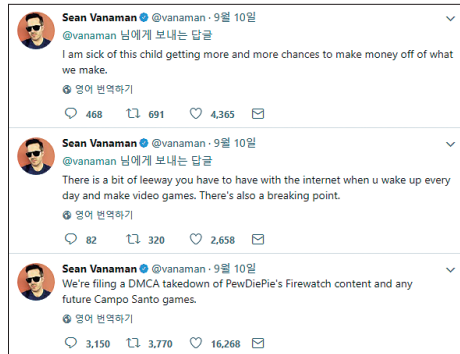 Sean Vanaman @vanaman · 9월 10일
@vanaman 님에게 보내는 답글
I am sick of this child getting more and more chances to make money off of what
we make.
영어 번역하기
468 691 4,365
Sean Vanaman @vanaman · 9월 10일
@vanaman 님에게 보내는 답글
There is a bit of leeway you have to have with the internet when u wake up every
day and make video games. There's also a breaking point.
영어 번역하기
82 320 2,658
Sean Vanaman @vanaman · 9월 10일
We're filing a DMCA takedown of PewDiePie's Firewatch content and any
future Campo Santo games.
영어 번역하기
3,150 3,770 16,268